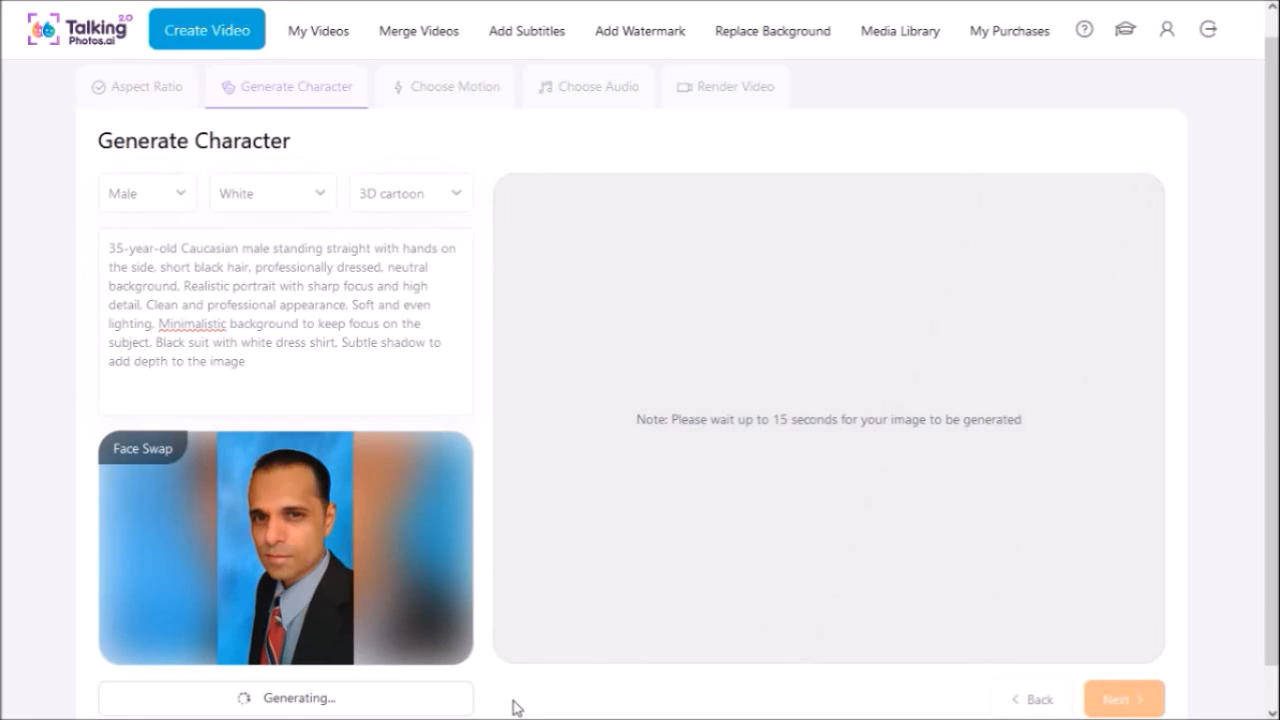 Talking 2.0
Photos.ai
Create Video
My Videos
Merge Videos
Add Subtitles
Add Watermark
Replace Background
Media Library
My Purchases
Aspect Ratio
Generate Character
Choose Motion
Choose Audio
Render Video
Generate Character
Male
White
3D cartoon
35-year-old Caucasian male standing straight with hands on
the side, short black hair, professionally dressed, neutral
background, Realistic portrait with sharp focus and high
detail, Clean and professional appearance, Soft and even
lighting, Minimalistic background to keep focus on the
subject, Black suit with white dress shirt, Subtle shadow to
add depth to the image
Note: Please wait up to 15 seconds for your image to be generated
Face Swap
Generating...
Back
Next